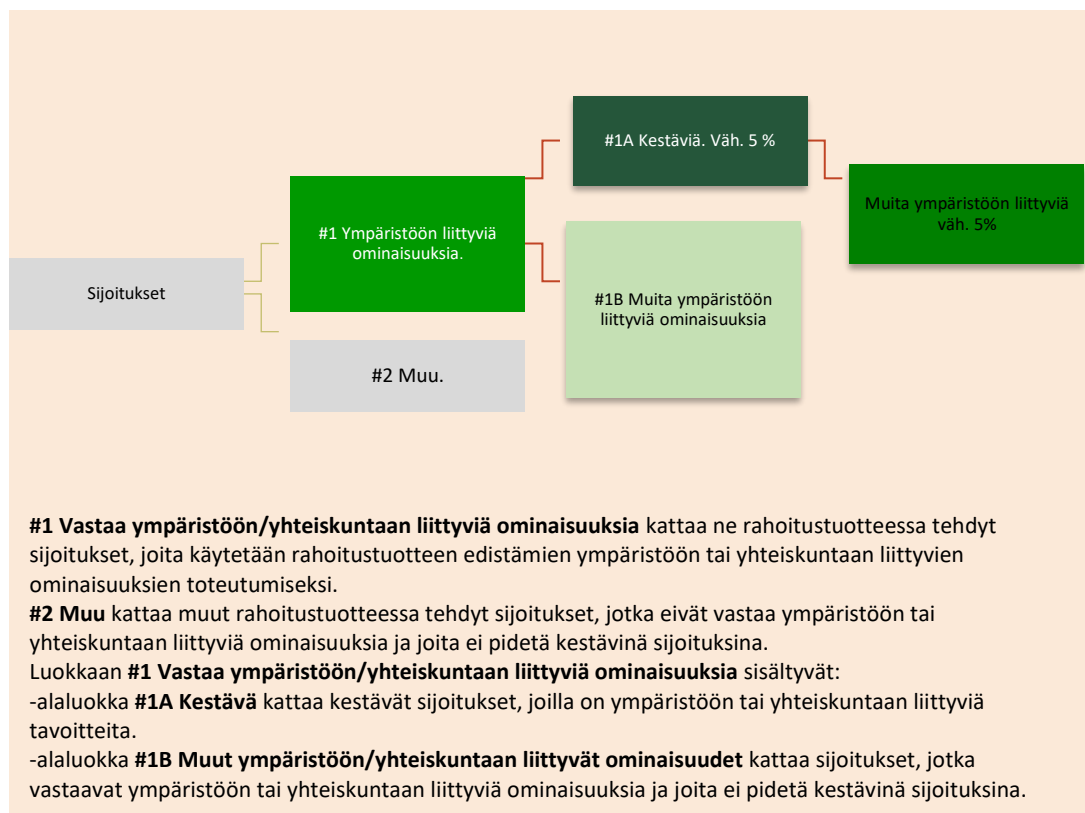 #1A Kestäviä. Väh. 5 %
Muita ympäristöön liittyviä
väh. 5%
#1 Ympäristöön liittyviä
ominaisuuksia.
Sijoitukset
#1B Muita ympäristöön
liittyviä ominaisuuksia
#2 Muu.
#1 Vastaa ympäristöön/yhteiskuntaan liittyviä ominaisuuksia kattaa ne rahoitustuotteessa tehdyt
sijoitukset, joita käytetään rahoitustuotteen edistämien ympäristöön tai yhteiskuntaan liittyvien
ominaisuuksien toteutumiseksi.
#2 Muu kattaa muut rahoitustuotteessa tehdyt sijoitukset, jotka eivät vastaa ympäristöön tai
yhteiskuntaan liittyviä ominaisuuksia ja joita ei pidetä kestävinä sijoituksina.
Luokkaan #1 Vastaa ympäristöön/yhteiskuntaan liittyviä ominaisuuksia sisältyvät:
-alaluokka #1A Kestävä kattaa kestävät sijoitukset, joilla on ympäristöön tai yhteiskuntaan liittyviä
tavoitteita.
-alaluokka #1B Muut ympäristöön/yhteiskuntaan liittyvät ominaisuudet kattaa sijoitukset, jotka
vastaavat ympäristöön tai yhteiskuntaan liittyviä ominaisuuksia ja joita ei pidetä kestävinä sijoituksina.